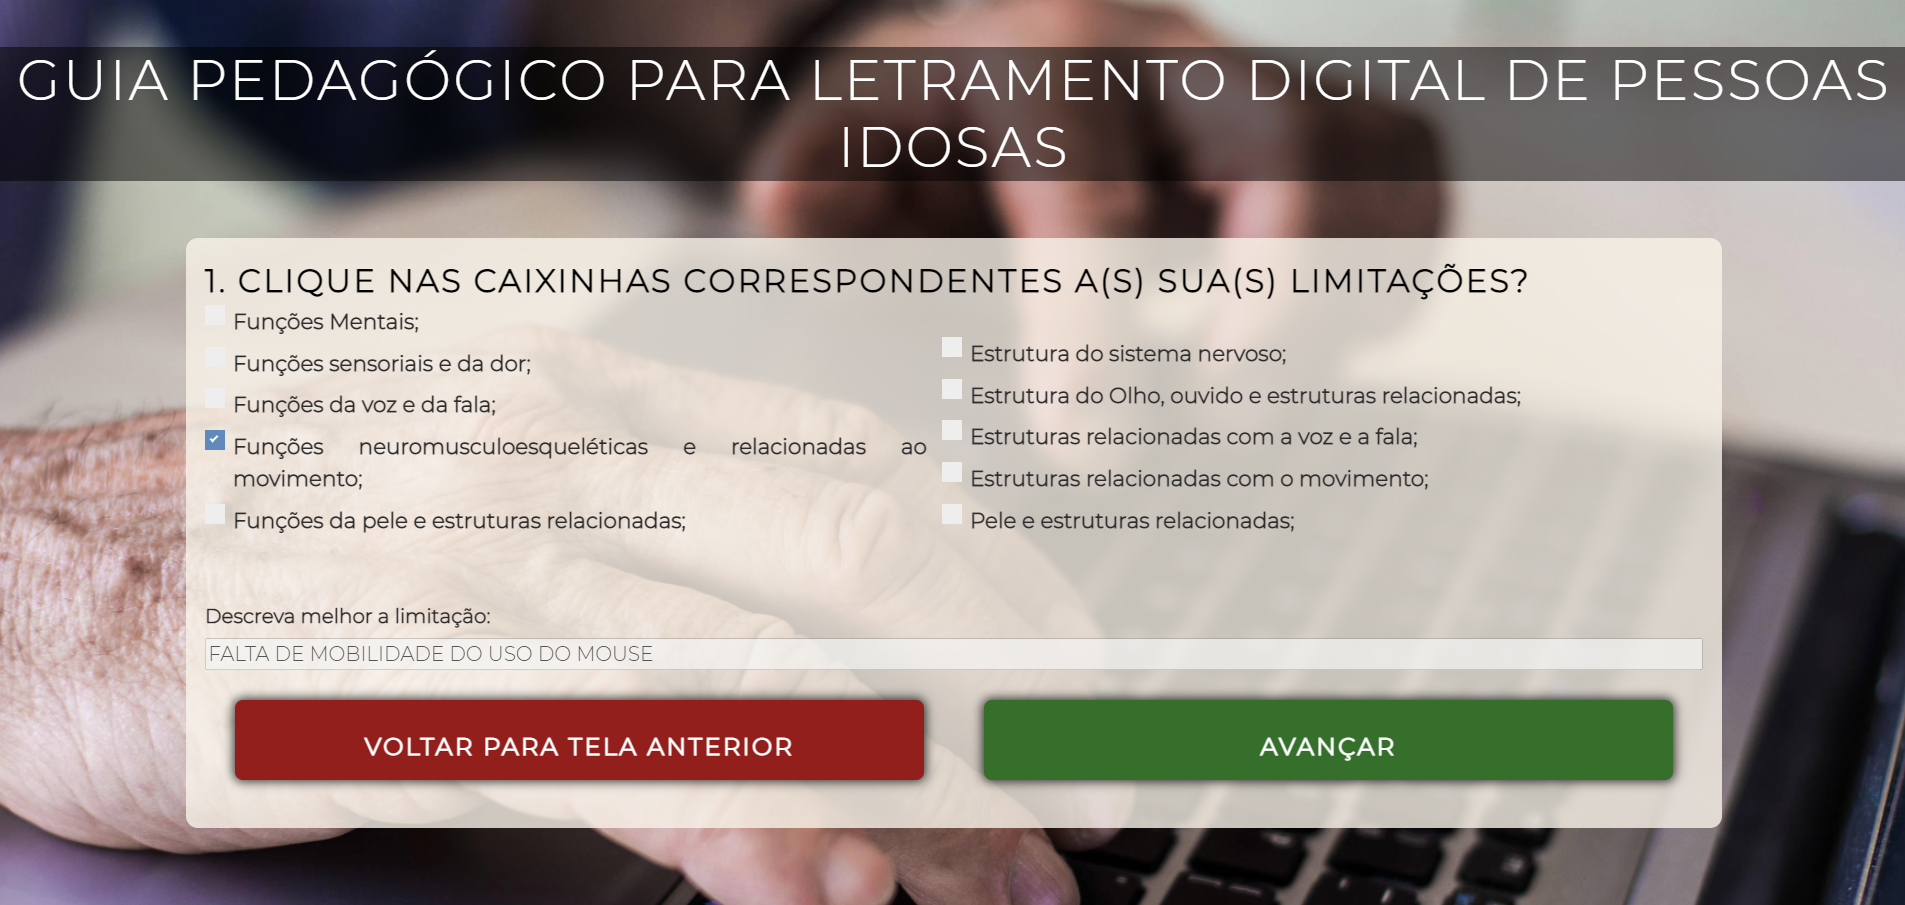 GUIA PEDAGÓGICO PARA LETRAMENTO DIGITAL DE PESSOAS
IDOSAS
1. CLIQUE NAS CAIXINHAS CORRESPONDENTES A(S) SUA(S) LIMITAÇÕES?
Funções Mentais;
Funções sensoriais e da dor;
Funções da voz e da fala;
Funções neuromusculoesqueléticas e relacionadas ao
movimento;
Funções da pele e estruturas relacionadas;
Estrutura do sistema nervoso;
Estrutura do Olho, ouvido e estruturas relacionadas;
Estruturas relacionadas com a voz e a fala;
Estruturas relacionadas com o movimento;
Pele e estruturas relacionadas;
Descreva melhor a limitação:
FALTA DE MOBILIDADE DO USO DO MOUSE
VOLTAR PARA TELA ANTERIOR
AVANÇAR